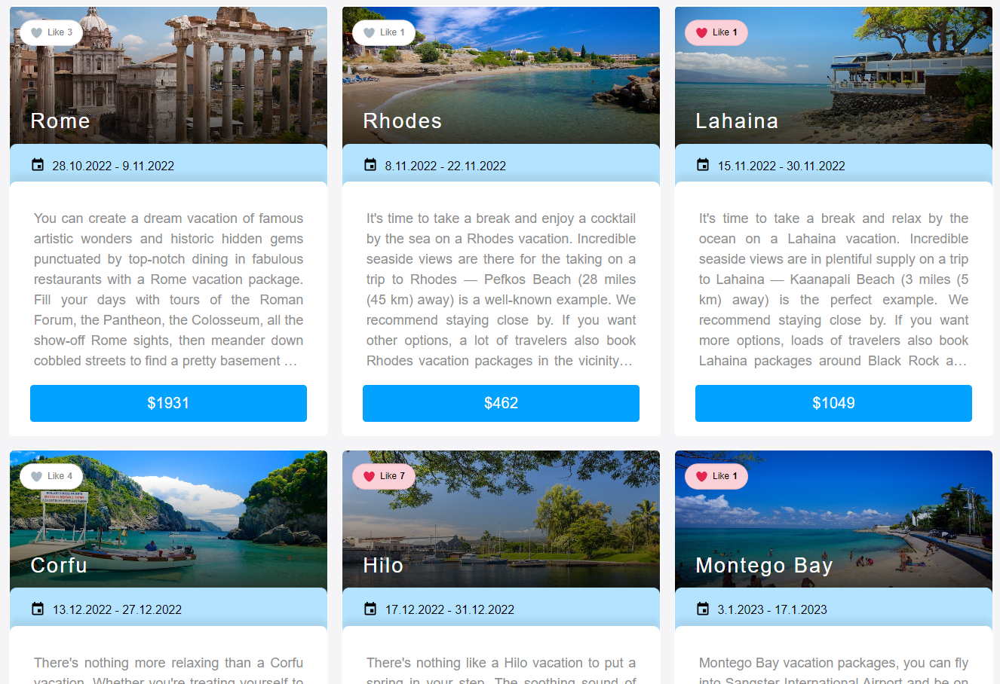 Like 3
Rome
28.10.2022 - 9.11.2022
You can create a dream vacation of famous
artistic wonders and historic hidden gems
punctuated by top-notch dining in fabulous
restaurants with a Rome vacation package.
Fill your days with tours of the Roman
Forum, the Pantheon, the Colosseum, all the
show-off Rome sights, then meander down
cobbled streets to find a pretty basement ...
$1931
Like 1
Rhodes
8.11.2022 - 22.11.2022
It's time to take a break and enjoy a cocktail
by the sea on a Rhodes vacation. Incredible
seaside views are there for the taking on a
trip to Rhodes — Pefkos Beach (28 miles
(45 km) away) is a well-known example. We
recommend staying close by. If you want
other options, a lot of travelers also book
Rhodes vacation packages in the vicinity...
$462
Like 1
Lahaina
15.11.2022 - 30.11.2022
It's time to take a break and relax by the
ocean on a Lahaina vacation. Incredible
seaside views are in plentiful supply on a trip
to Lahaina — Kaanapali Beach (3 miles (5
km) away) is the perfect example. We
recommend staying close by. If you want
more options, loads of travelers also book
Lahaina packages around Black Rock a...
$1049
Like 4
Corfu
13.12.2022 - 27.12.2022
There's nothing more relaxing than a Corfu
vacation. Whether you're treating yourself to
Like 7
Hilo
17.12.2022 - 31.12.2022
There's nothing like a Hilo vacation to put a
spring in your step. The soothing sound of
Like 1
Montego Bay
3.1.2023 - 17.1.2023
Montego Bay vacation packages, you can fly
into Sangster International Airport and be on